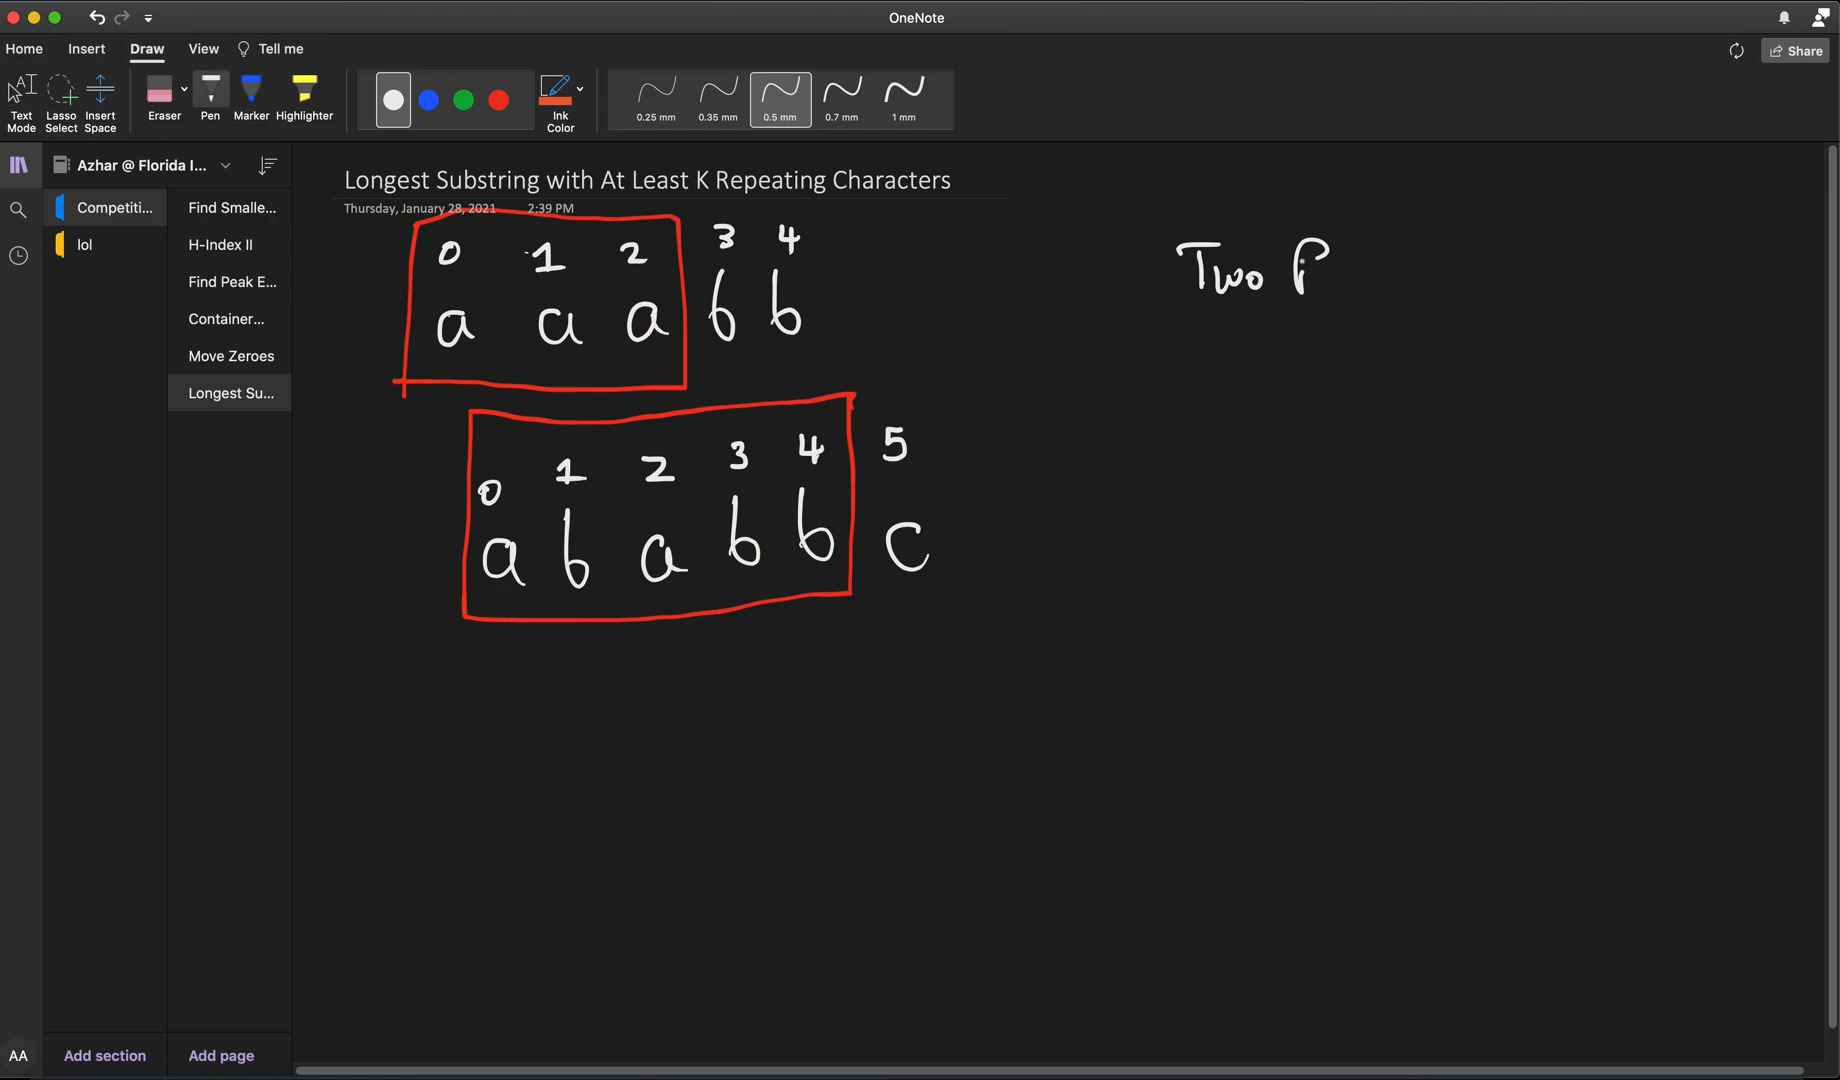 OneNote
Home Insert Draw View Tell me
Share
Text Mode
Lasso Select
Insert Space
Eraser
Pen
Marker
Highlighter
Ink Color
0.25 mm
0.35 mm
0.5 mm
0.7 mm
1 mm
Azhar @ Florida I...
Competiti...
lol
Find Smalle...
H-Index II
Find Peak E...
Container...
Move Zeroes
Longest Su...
Longest Substring with At Least K Repeating Characters
Thursday, January 28, 2021 2:39 PM
0 1 2 3 4
a a a b b
Two P
0 1 2 3 4 5
a b a b b c
AA
Add section
Add page